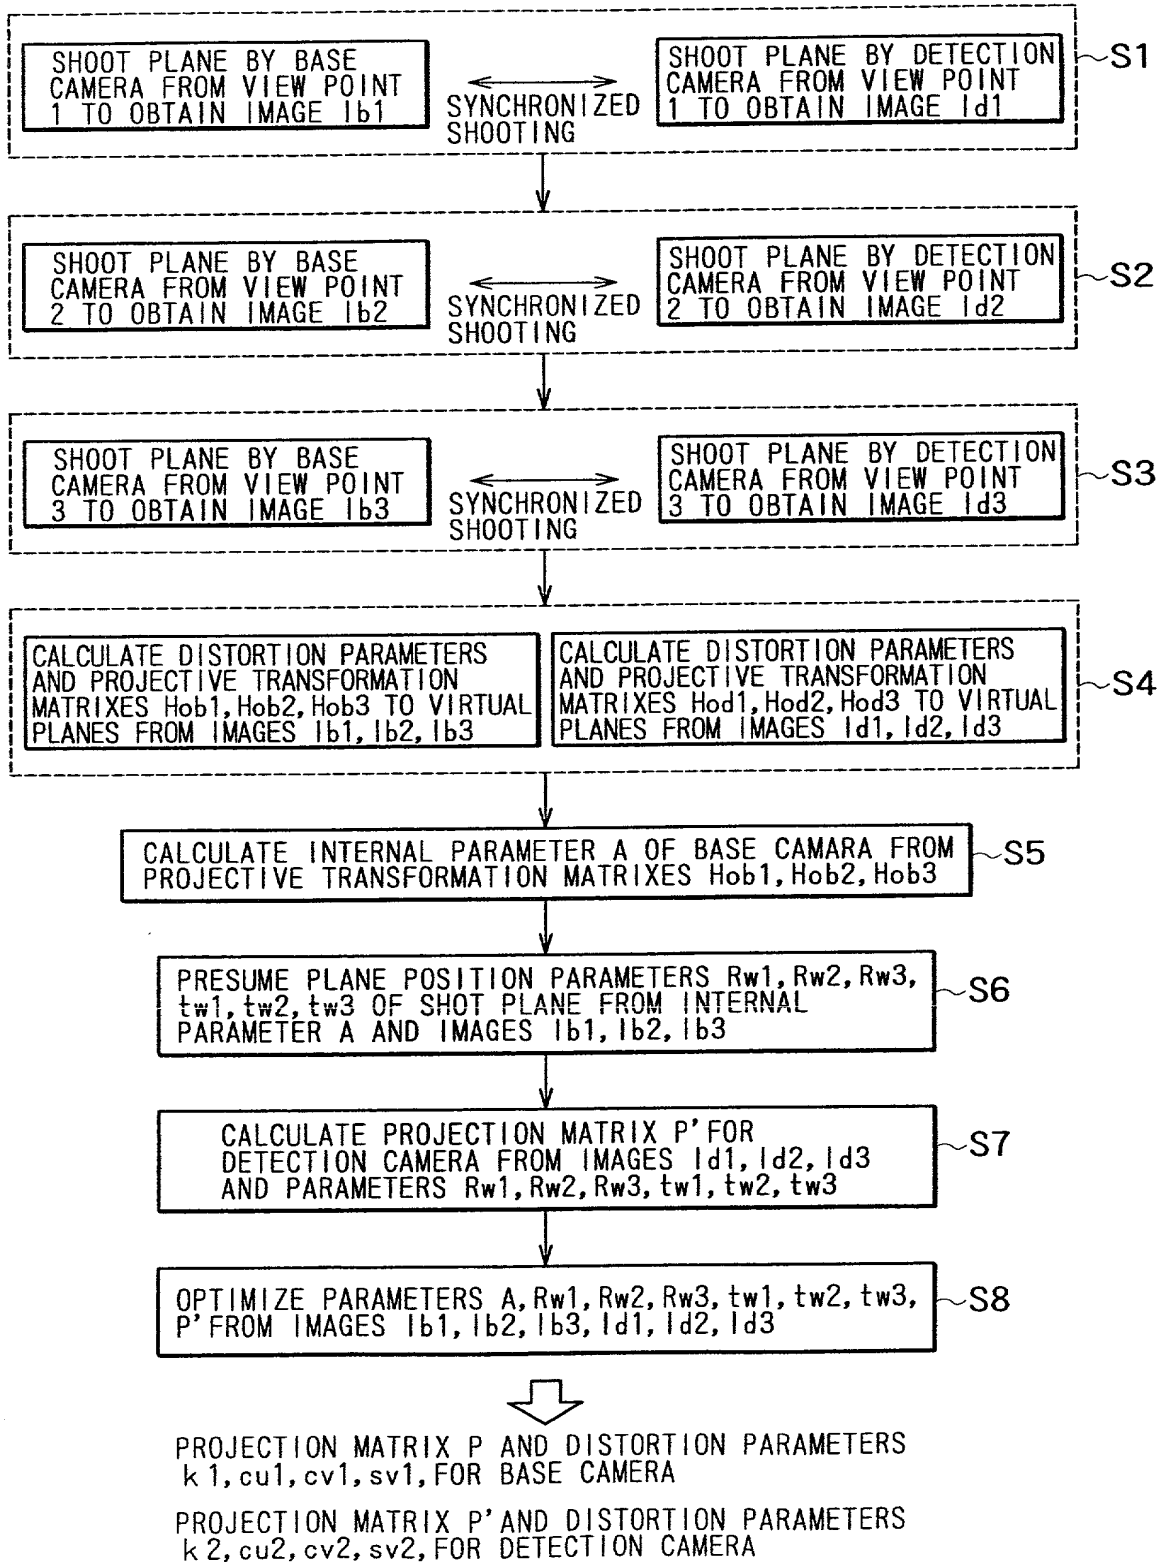 SHOOT PLANE BY BASE
CAMERA FROM VIEW POINT
1 TO OBTAIN IMAGE Ib1
SYNCHRONIZED
SHOOTING
SHOOT PLANE BY DETECTION
CAMERA FROM VIEW POINT
1 TO OBTAIN IMAGE Id1
S1
SHOOT PLANE BY BASE
CAMERA FROM VIEW POINT
2 TO OBTAIN IMAGE Ib2
SYNCHRONIZED
SHOOTING
SHOOT PLANE BY DETECTION
CAMERA FROM VIEW POINT
2 TO OBTAIN IMAGE Id2
S2
SHOOT PLANE BY BASE
CAMERA FROM VIEW POINT
3 TO OBTAIN IMAGE Ib3
SYNCHRONIZED
SHOOTING
SHOOT PLANE BY DETECTION
CAMERA FROM VIEW POINT
3 TO OBTAIN IMAGE Id3
S3
CALCULATE DISTORTION PARAMETERS
AND PROJECTIVE TRANSFORMATION
MATRIXES Hob1, Hob2, Hob3 TO VIRTUAL
PLANES FROM IMAGES Ib1, Ib2, Ib3
CALCULATE DISTORTION PARAMETERS
AND PROJECTIVE TRANSFORMATION
MATRIXES Hod1, Hod2, Hod3 TO VIRTUAL
PLANES FROM IMAGES Id1, Id2, Id3
S4
CALCULATE INTERNAL PARAMETER A OF BASE CAMARA FROM
PROJECTIVE TRANSFORMATION MATRIXES Hob1, Hob2, Hob3
S5
PRESUME PLANE POSITION PARAMETERS Rw1, Rw2, Rw3,
tw1, tw2, tw3 OF SHOT PLANE FROM INTERNAL
PARAMETER A AND IMAGES Ib1, Ib2, Ib3
S6
CALCULATE PROJECTION MATRIX P' FOR
DETECTION CAMERA FROM IMAGES Id1, Id2, Id3
AND PARAMETERS Rw1, Rw2, Rw3, tw1, tw2, tw3
S7
OPTIMIZE PARAMETERS A, Rw1, Rw2, Rw3, tw1, tw2, tw3,
P' FROM IMAGES Ib1, Ib2, Ib3, Id1, Id2, Id3
S8
PROJECTION MATRIX P AND DISTORTION PARAMETERS
k1, cu1, cv1, sv1, FOR BASE CAMERA
PROJECTION MATRIX P' AND DISTORTION PARAMETERS
k2, cu2, cv2, sv2, FOR DETECTION CAMERA